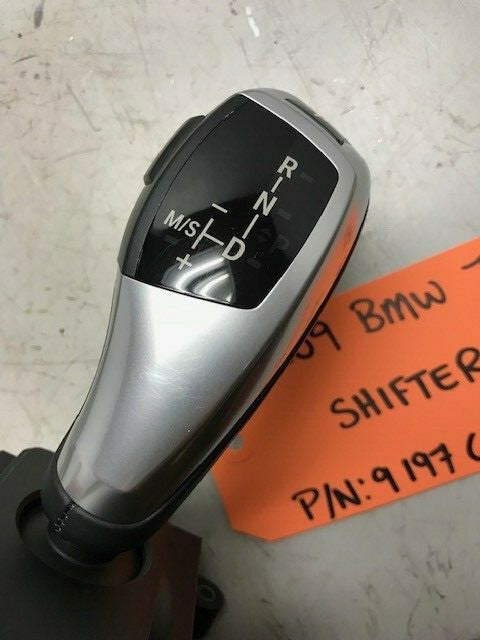 R
N
−
M/S D
+
09 BMW
SHIFTER
P/N: 9197